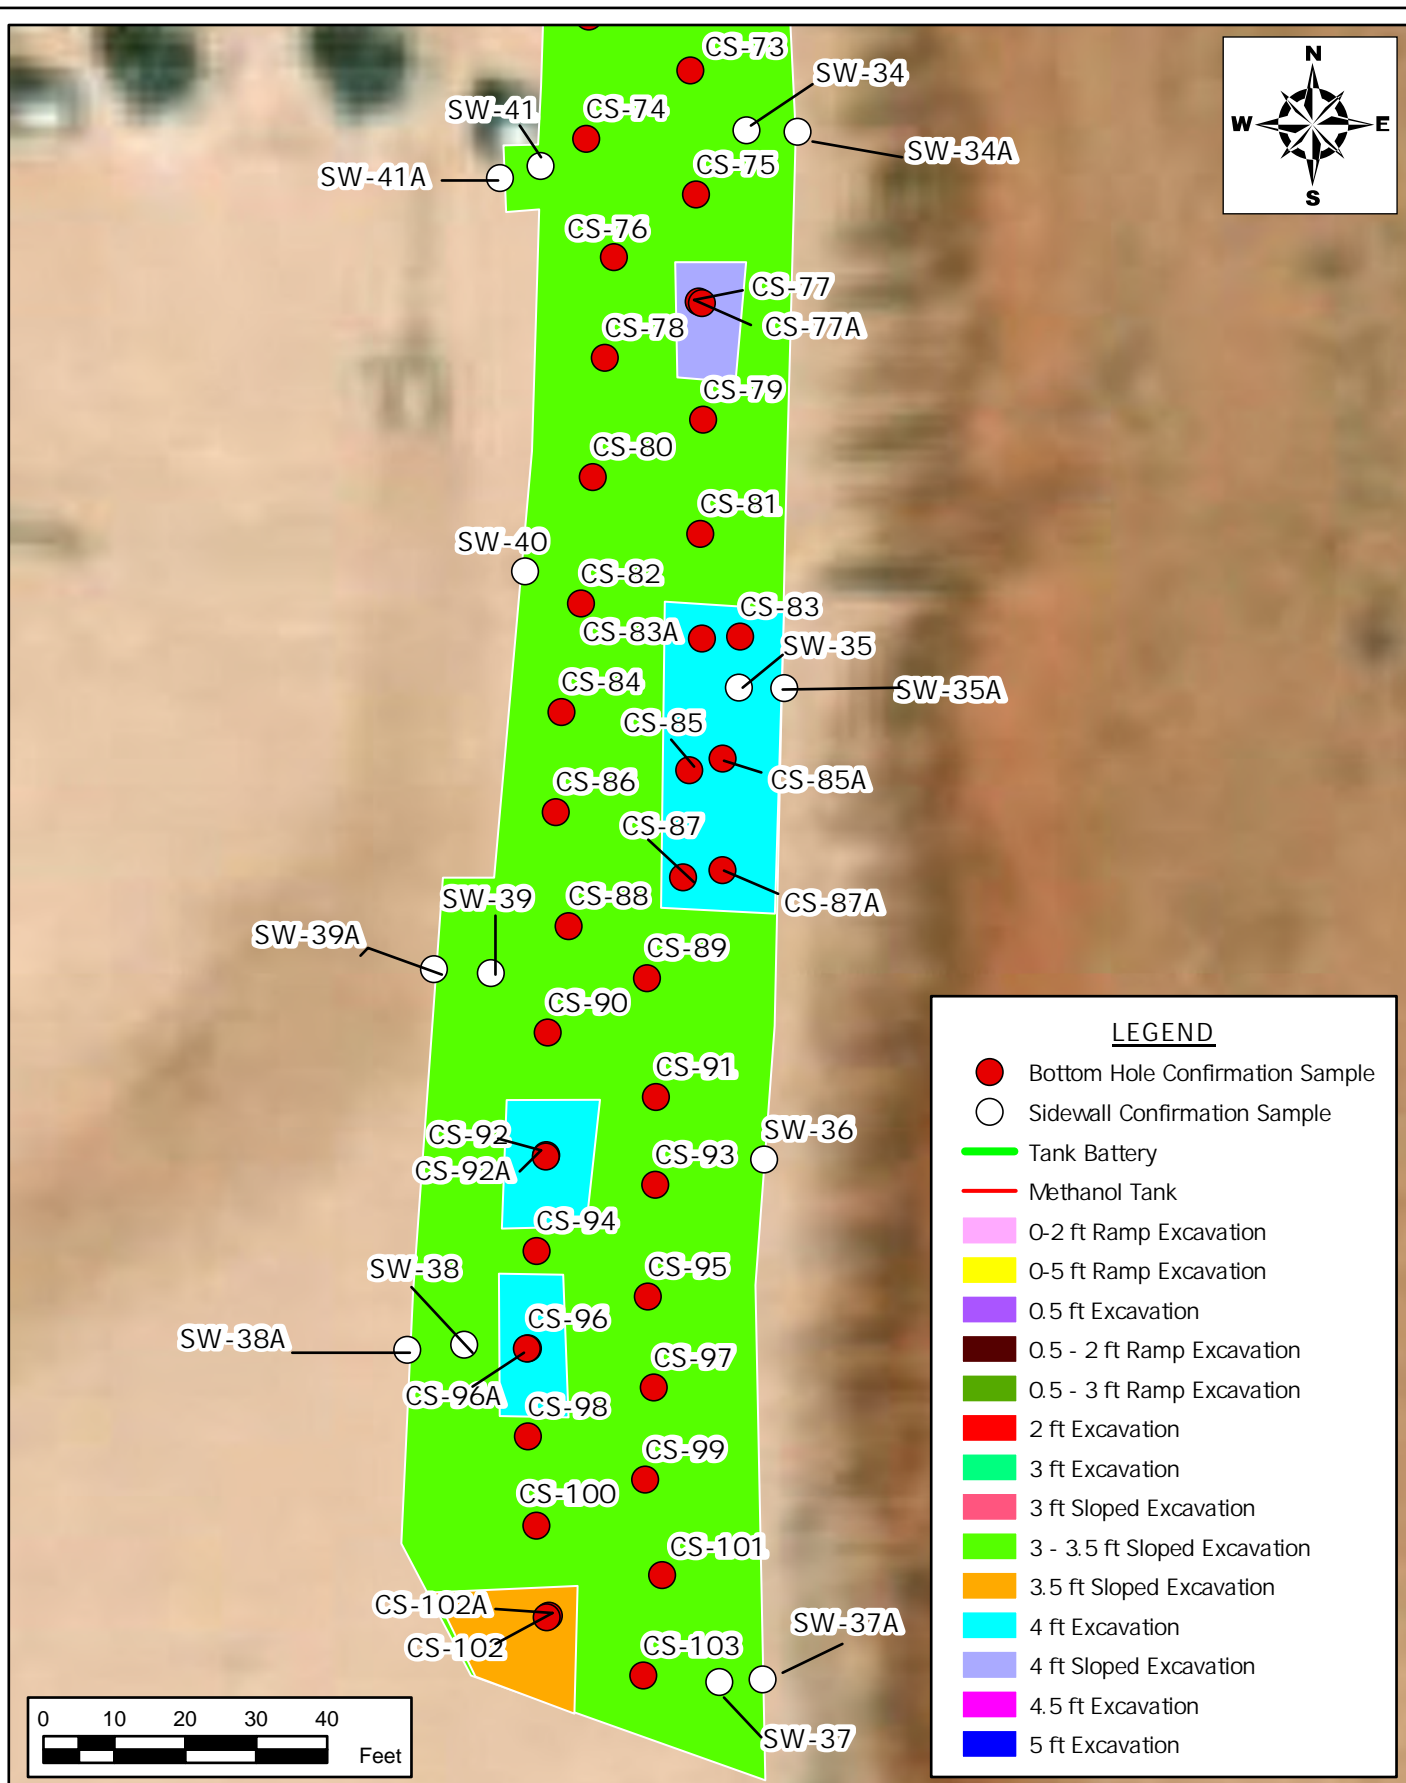 CS-73
SW-34
N
W
E
S
SW-41
CS-74
SW-34A
SW-41A
CS-75
CS-76
CS-77
CS-77A
CS-78
CS-79
CS-80
CS-81
SW-40
CS-82
CS-83
CS-83A
SW-35
CS-84
SW-35A
CS-85
CS-85A
CS-86
CS-87
CS-87A
SW-39
CS-88
SW-39A
CS-89
CS-90
CS-91
CS-92
SW-36
CS-92A
CS-93
CS-94
SW-38
CS-95
SW-38A
CS-96
CS-97
CS-96A
CS-98
CS-99
CS-100
CS-101
CS-102A
CS-102
SW-37A
CS-103
SW-37
LEGEND
Bottom Hole Confirmation Sample
Sidewall Confirmation Sample
Tank Battery
Methanol Tank
0-2 ft Ramp Excavation
0-5 ft Ramp Excavation
0.5 ft Excavation
0.5 - 2 ft Ramp Excavation
0.5 - 3 ft Ramp Excavation
2 ft Excavation
3 ft Excavation
3 ft Sloped Excavation
3 - 3.5 ft Sloped Excavation
3.5 ft Sloped Excavation
4 ft Excavation
4 ft Sloped Excavation
4.5 ft Excavation
5 ft Excavation
0 10 20 30 40
Feet